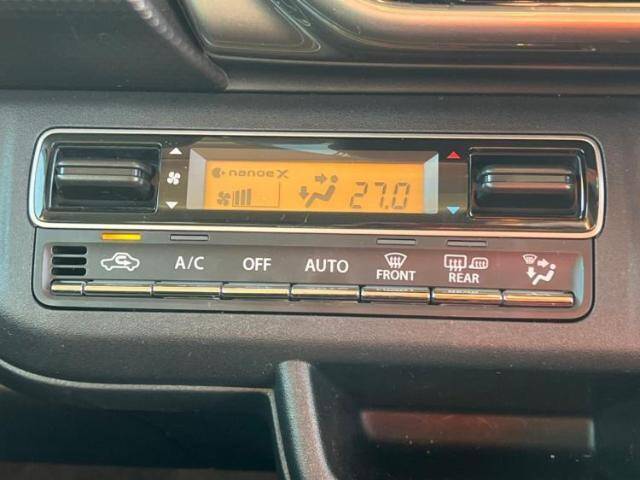 nanoeX
27.0
A/C OFF AUTO FRONT REAR